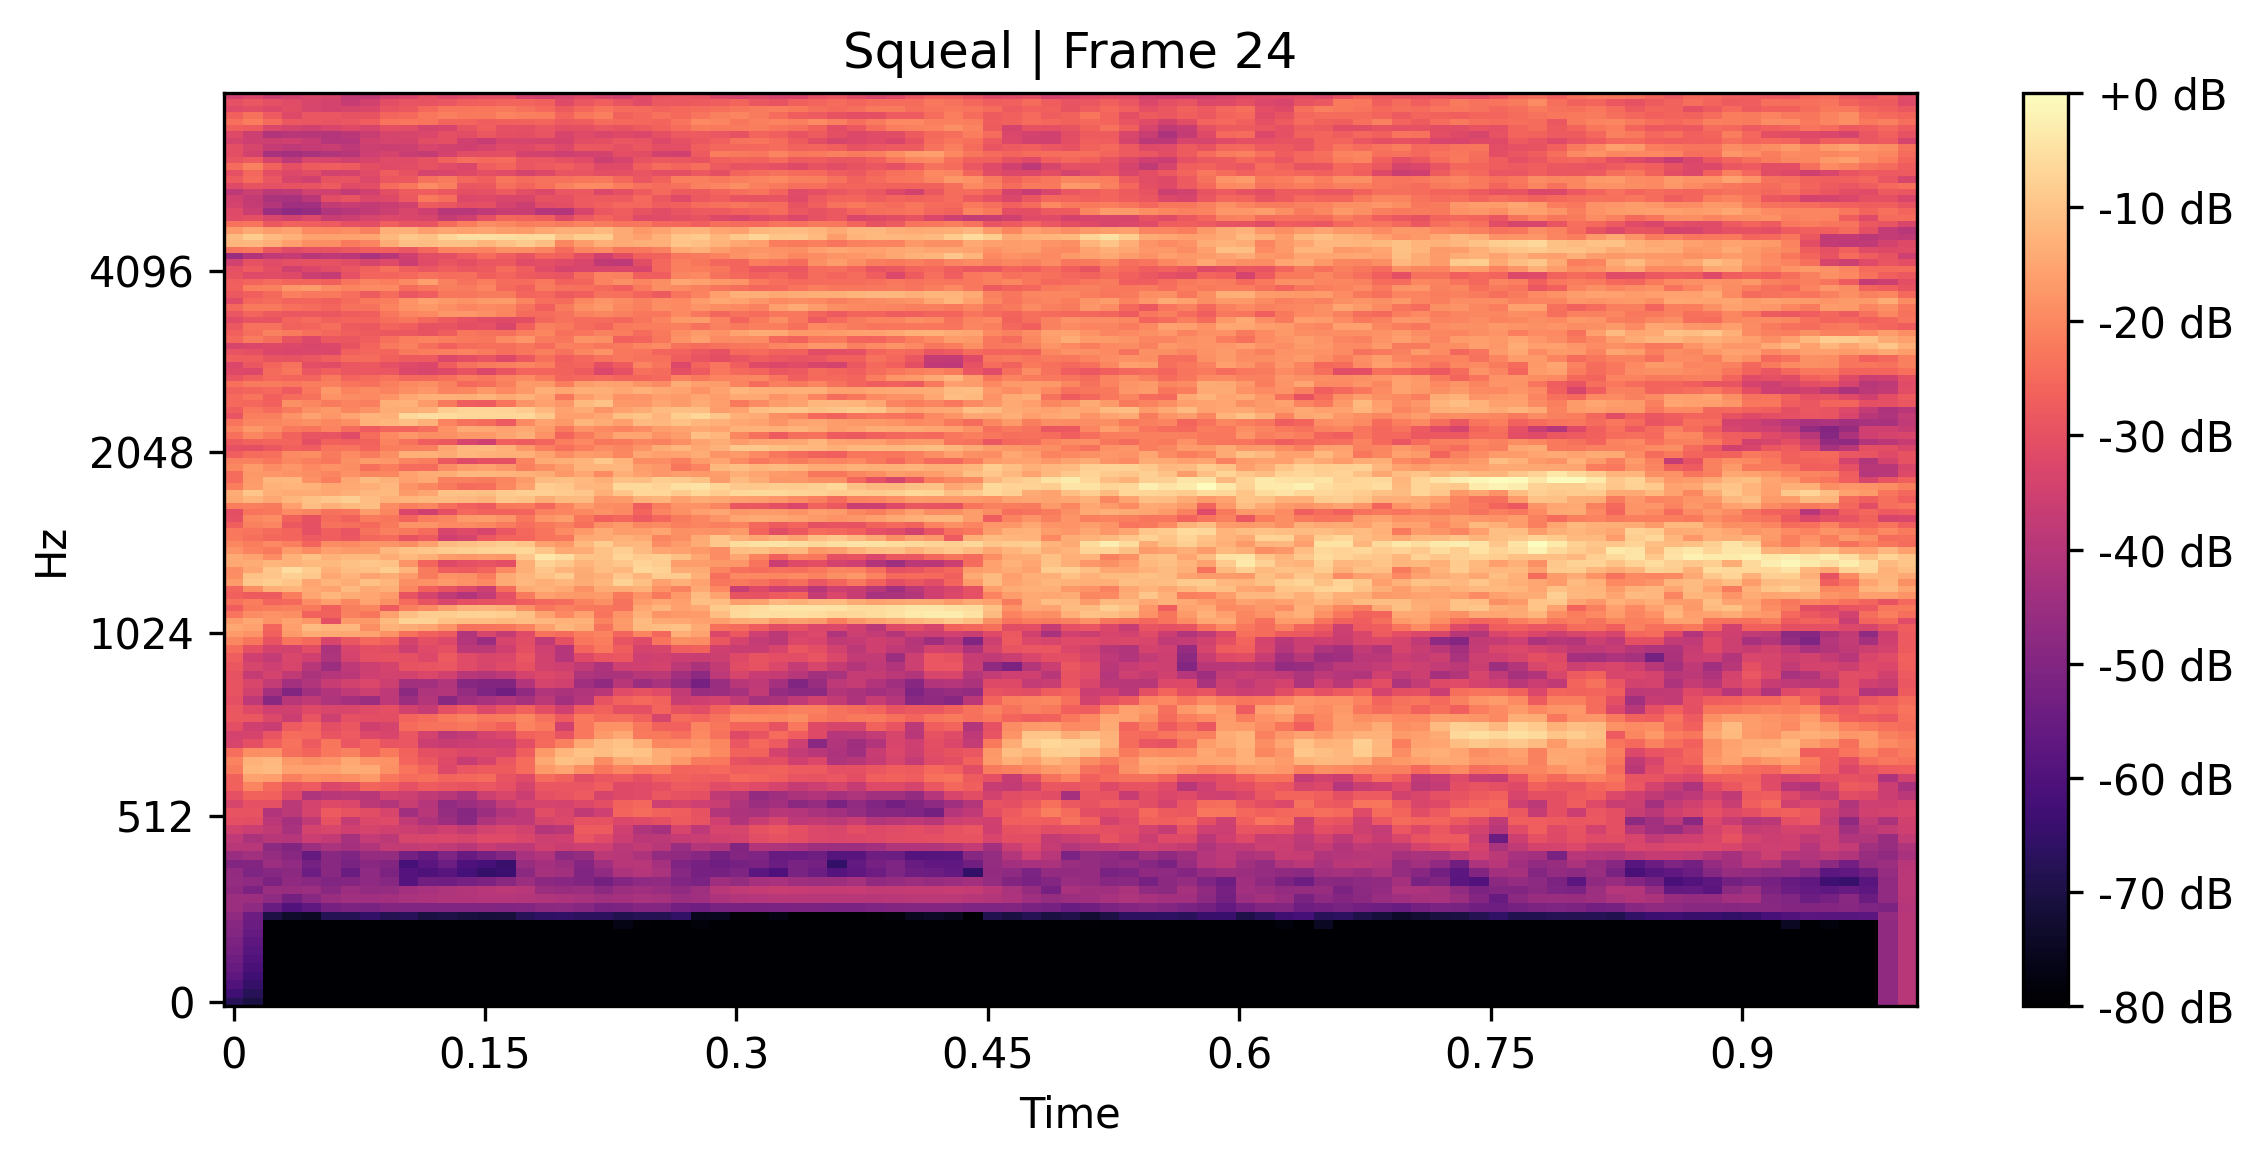 Squeal | Frame 24
Hz
4096
2048
1024
512
0
0 0.15 0.3 0.45 0.6 0.75 0.9
Time
+0 dB
-10 dB
-20 dB
-30 dB
-40 dB
-50 dB
-60 dB
-70 dB
-80 dB